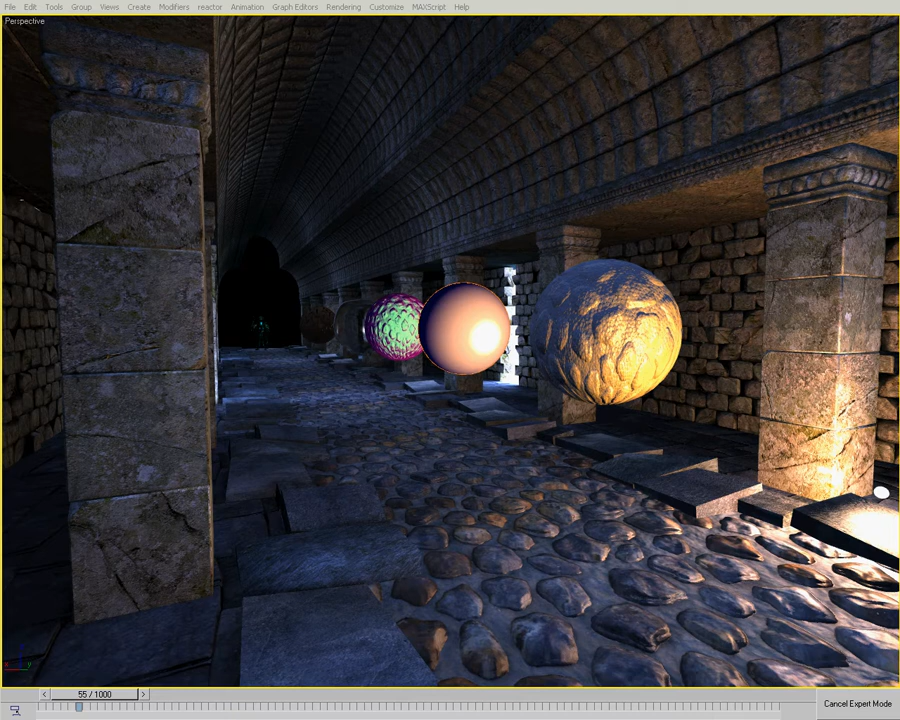 File Edit Tools Group Views Create Modifiers reactor Animation Graph Editors Rendering Customize MAXScript Help
Perspective
x y
< 55 / 1000 >
Cancel Expert Mode